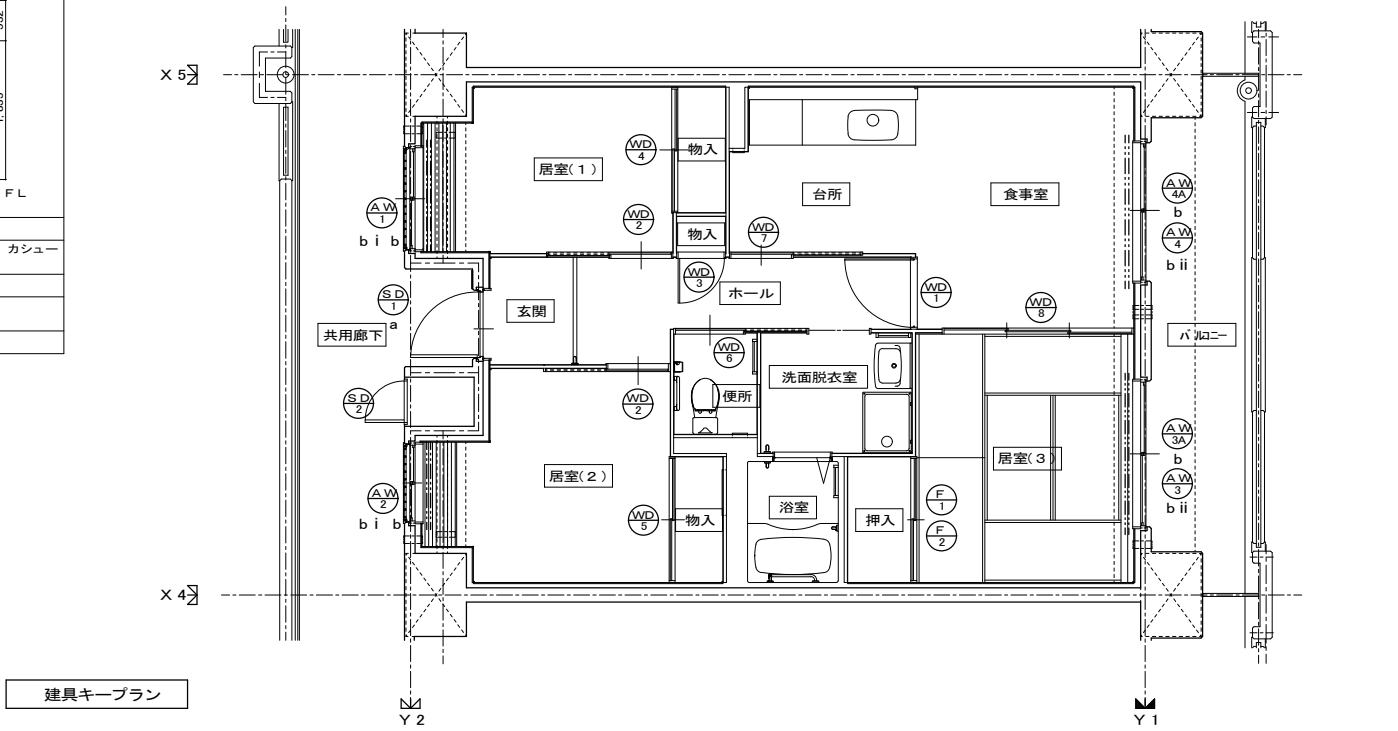 FL
カシュー
X5
X4
居室(1)
WD
4
物入
WD
2
物入
WD
7
台所
食事室
AW
1
bib
AW
4A
b
AW
4
bii
SD
1
a
玄関
WD
3
ホール
WD
1
WD
8
共用廊下
バルコニー
WD
6
便所
洗面脱衣室
SD
2
WD
2
AW
3A
b
AW
3
bii
居室(2)
居室(3)
AW
2
bib
WD
5
物入
浴室
押入
F
1
F
2
建具キープラン
Y2
Y1